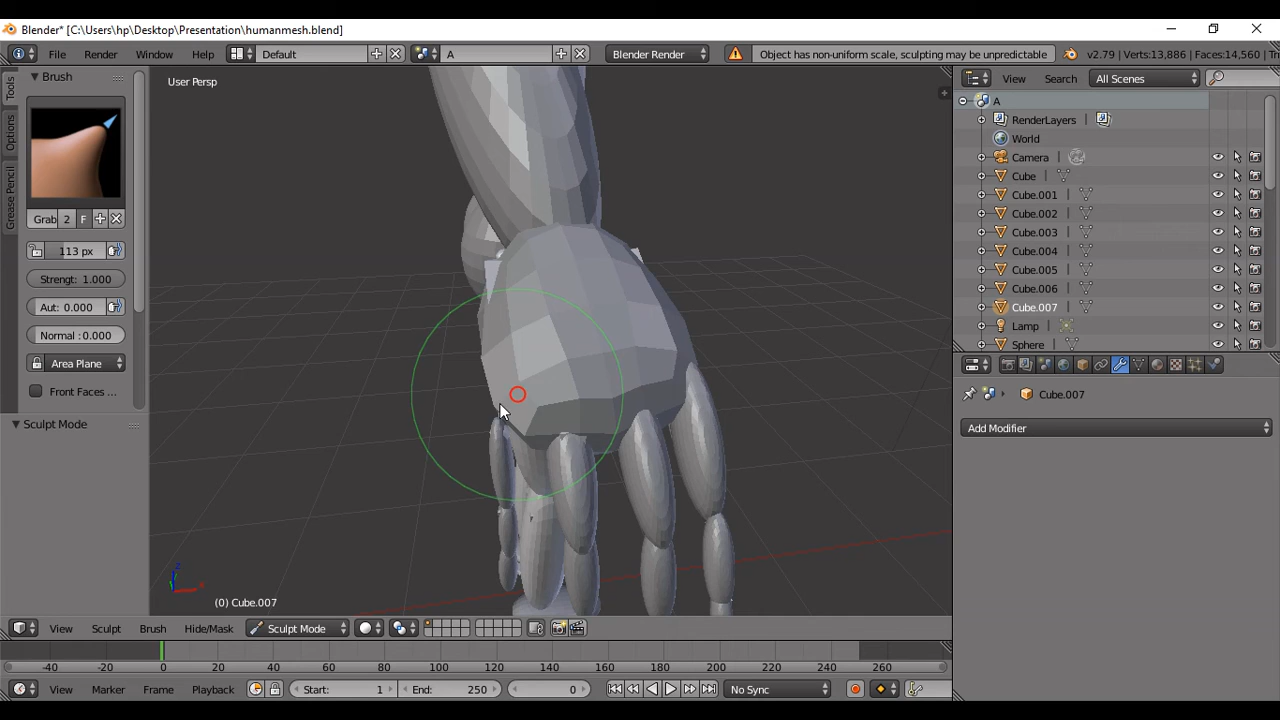 Blender* [C:\Users\hp\Desktop\Presentation\humanmesh.blend]
File Render Window Help Default A Blender Render Object has non-uniform scale, sculpting may be unpredictable v2.79 | Verts:13,886 | Faces:14,560 |
Tools
Options
Grease Pencil
Brush
Grab 2 F
113 px
Strengt: 1.000
Aut: 0.000
Normal : 0.000
Area Plane
Front Faces ...
Sculpt Mode
User Persp
z
x
(0) Cube.007
View Search All Scenes
A
RenderLayers
World
Camera
Cube
Cube.001
Cube.002
Cube.003
Cube.004
Cube.005
Cube.006
Cube.007
Lamp
Sphere
Cube.007
Add Modifier
View Sculpt Brush Hide/Mask Sculpt Mode
-40 -20 0 20 40 60 80 100 120 140 160 180 200 220 240 260
View Marker Frame Playback Start: 1 End: 250 0 No Sync